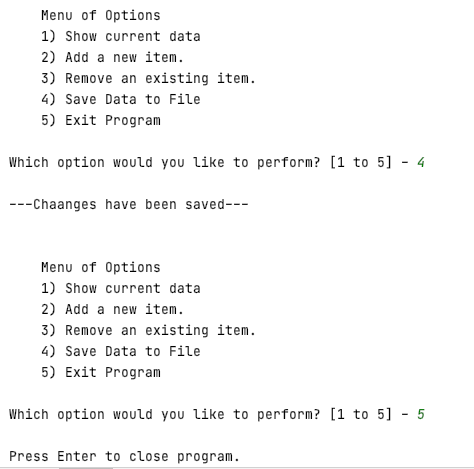 Menu of Options
1) Show current data
2) Add a new item.
3) Remove an existing item.
4) Save Data to File
5) Exit Program
Which option would you like to perform? [1 to 5] - 4
---Chaanges have been saved---
Menu of Options
1) Show current data
2) Add a new item.
3) Remove an existing item.
4) Save Data to File
5) Exit Program
Which option would you like to perform? [1 to 5] - 5
Press Enter to close program.